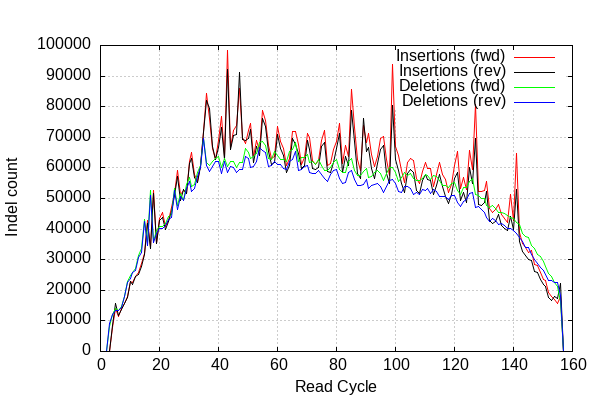 100000
90000
80000
70000
60000
50000
40000
30000
20000
10000
0
Indel count
Insertions (fwd)
Insertions (rev)
Deletions (fwd)
Deletions (rev)
0 20 40 60 80 100 120 140 160
Read Cycle